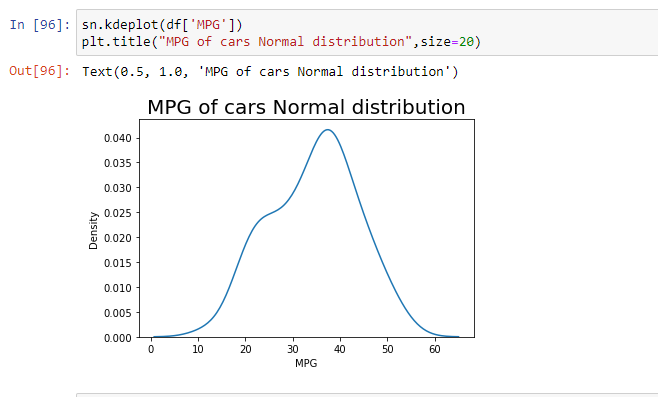 In [96]: sn.kdeplot(df['MPG'])
plt.title("MPG of cars Normal distribution",size=20)
Out[96]: Text(0.5, 1.0, 'MPG of cars Normal distribution')
MPG of cars Normal distribution
0.040
0.035
0.030
0.025
0.020
0.015
0.010
0.005
0.000
Density
0 10 20 30 40 50 60
MPG